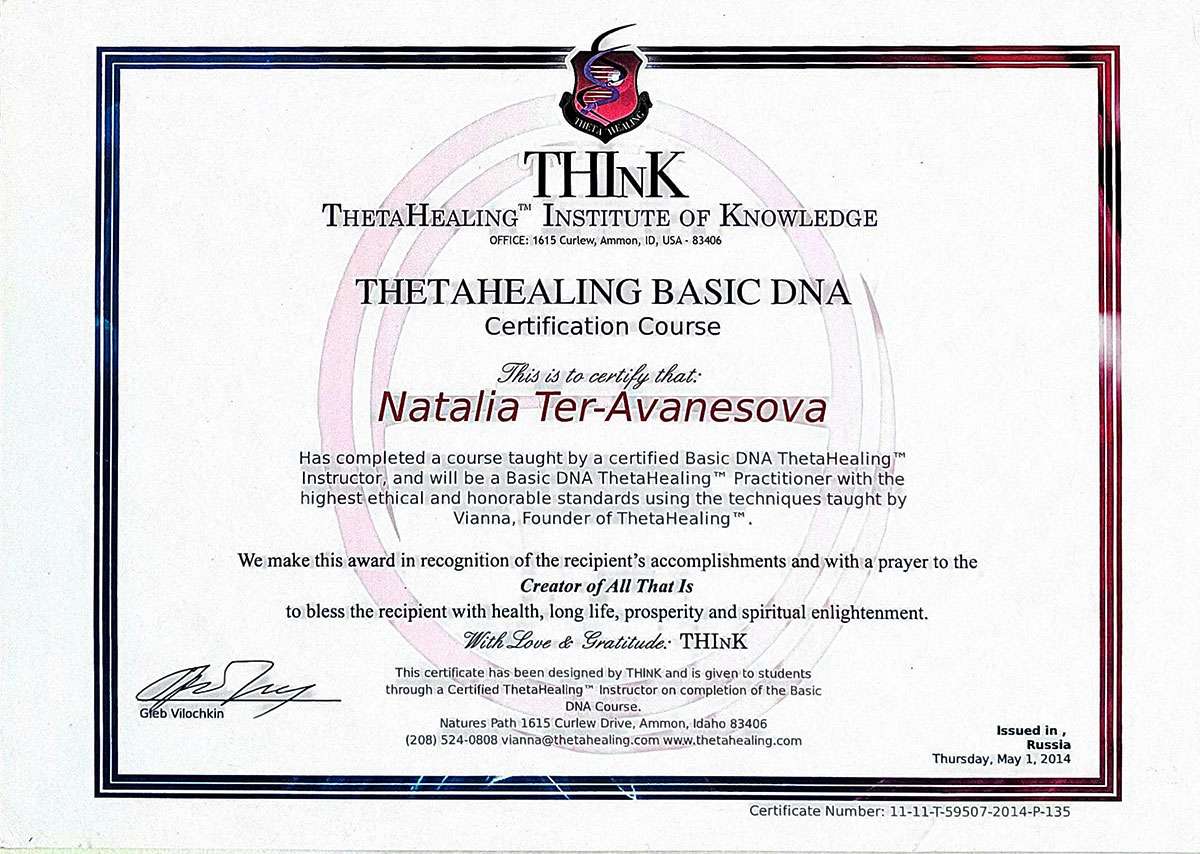 THETA HEALING
THInK
THETAHEALING™ INSTITUTE OF KNOWLEDGE
OFFICE: 1615 Curlew, Ammon, ID, USA - 83406
THETAHEALING BASIC DNA
Certification Course
This is to certify that:
Natalia Ter-Avanesova
Has completed a course taught by a certified Basic DNA ThetaHealing™
Instructor, and will be a Basic DNA ThetaHealing™ Practitioner with the
highest ethical and honorable standards using the techniques taught by
Vianna, Founder of ThetaHealing™.
We make this award in recognition of the recipient's accomplishments and with a prayer to the
Creator of All That Is
to bless the recipient with health, long life, prosperity and spiritual enlightenment.
With Love & Gratitude: THInK
This certificate has been designed by THInK and is given to students
through a Certified ThetaHealing™ Instructor on completion of the Basic
DNA Course.
Natures Path 1615 Curlew Drive, Ammon, Idaho 83406
(208) 524-0808 vianna@thetahealing.com www.thetahealing.com
Gleb Vilochkin
Issued in ,
Russia
Thursday, May 1, 2014
Certificate Number: 11-11-T-59507-2014-P-135